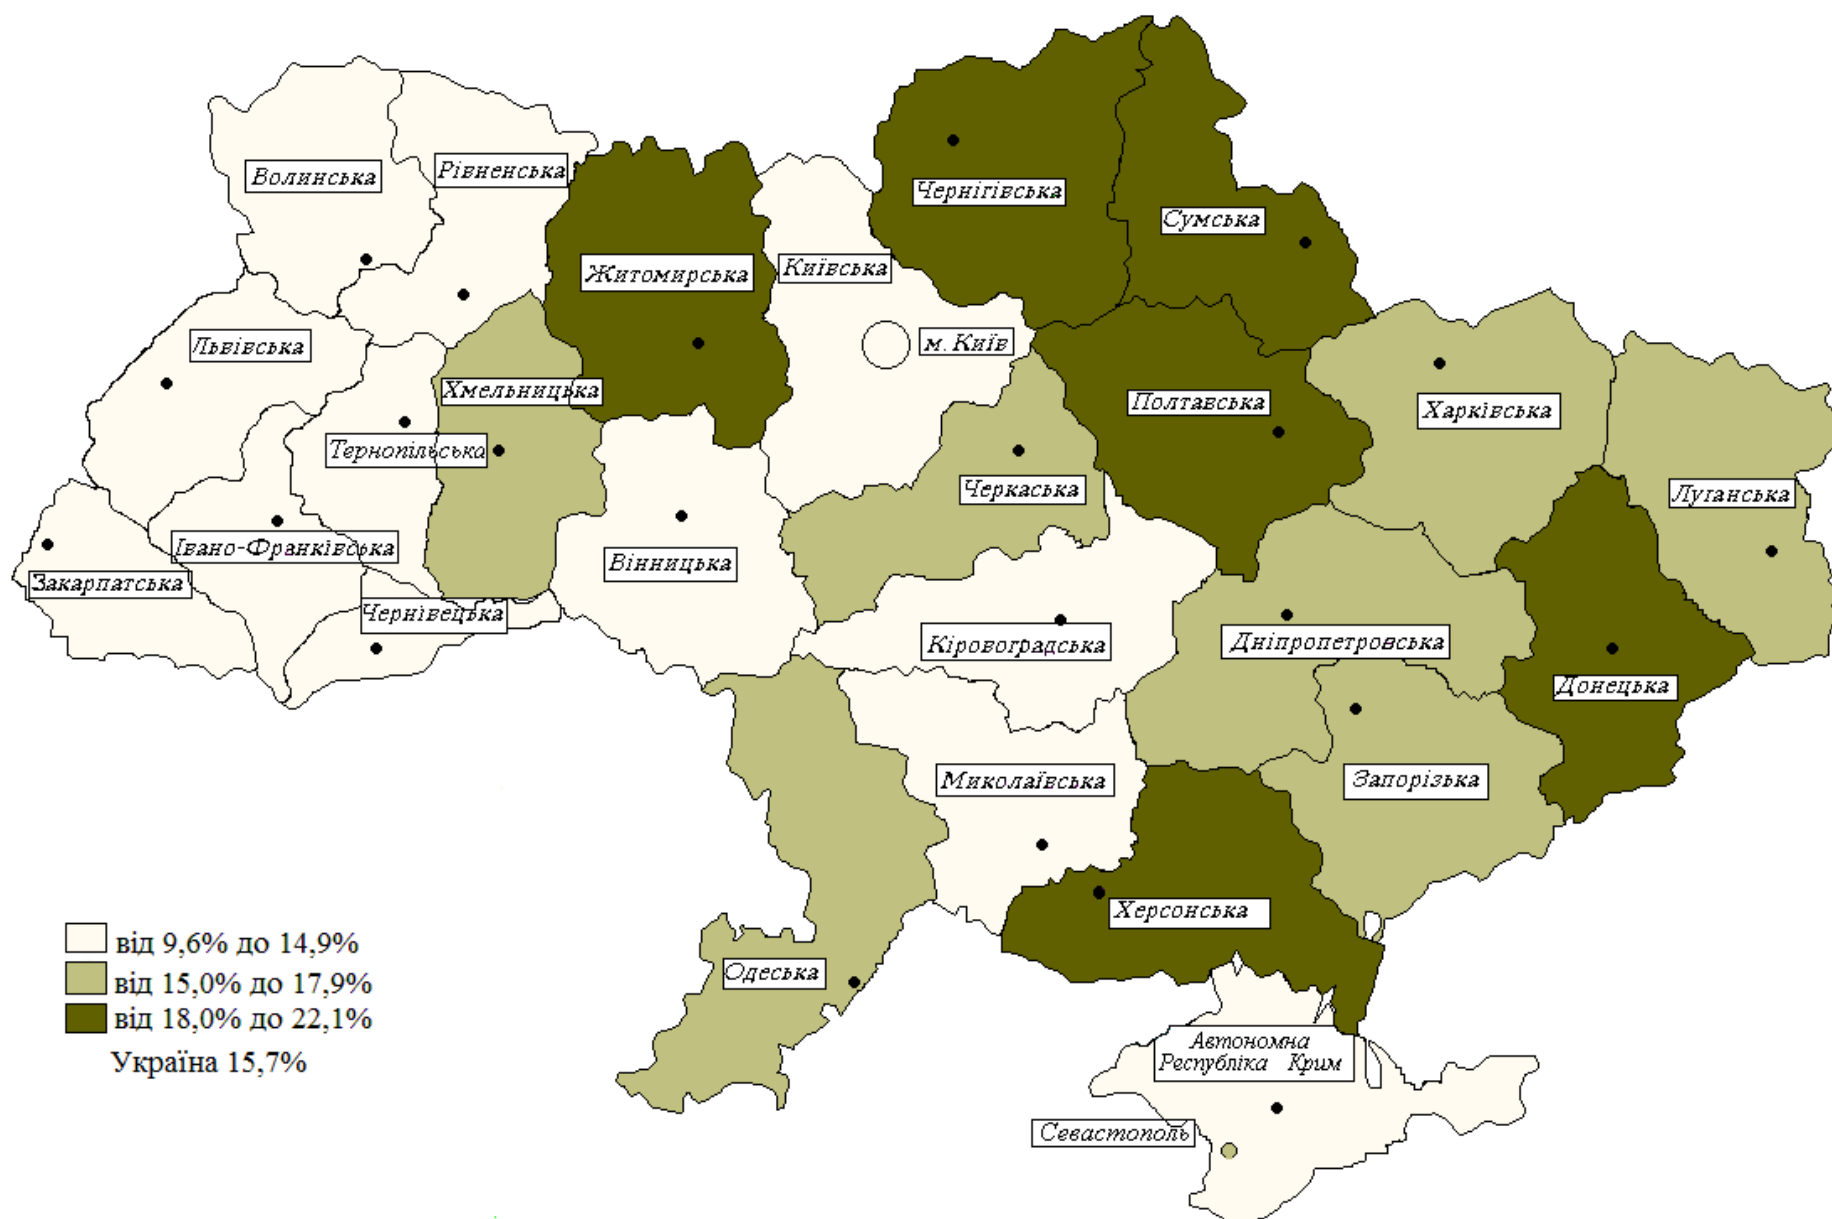 Волинська
Рівненська
Чернігівська
Сумська
Житомирська
Київська
м. Київ
Львівська
Хмельницька
Полтавська
Харківська
Тернопільська
Черкаська
Луганська
Івано-Франківська
Вінницька
Закарпатська
Чернівецька
Кіровоградська
Дніпропетровська
Донецька
Миколаївська
Запорізька
Херсонська
Одеська
від 9,6% до 14,9%
від 15,0% до 17,9%
від 18,0% до 22,1%
Україна 15,7%
Автономна
Республіка Крим
Севастополь